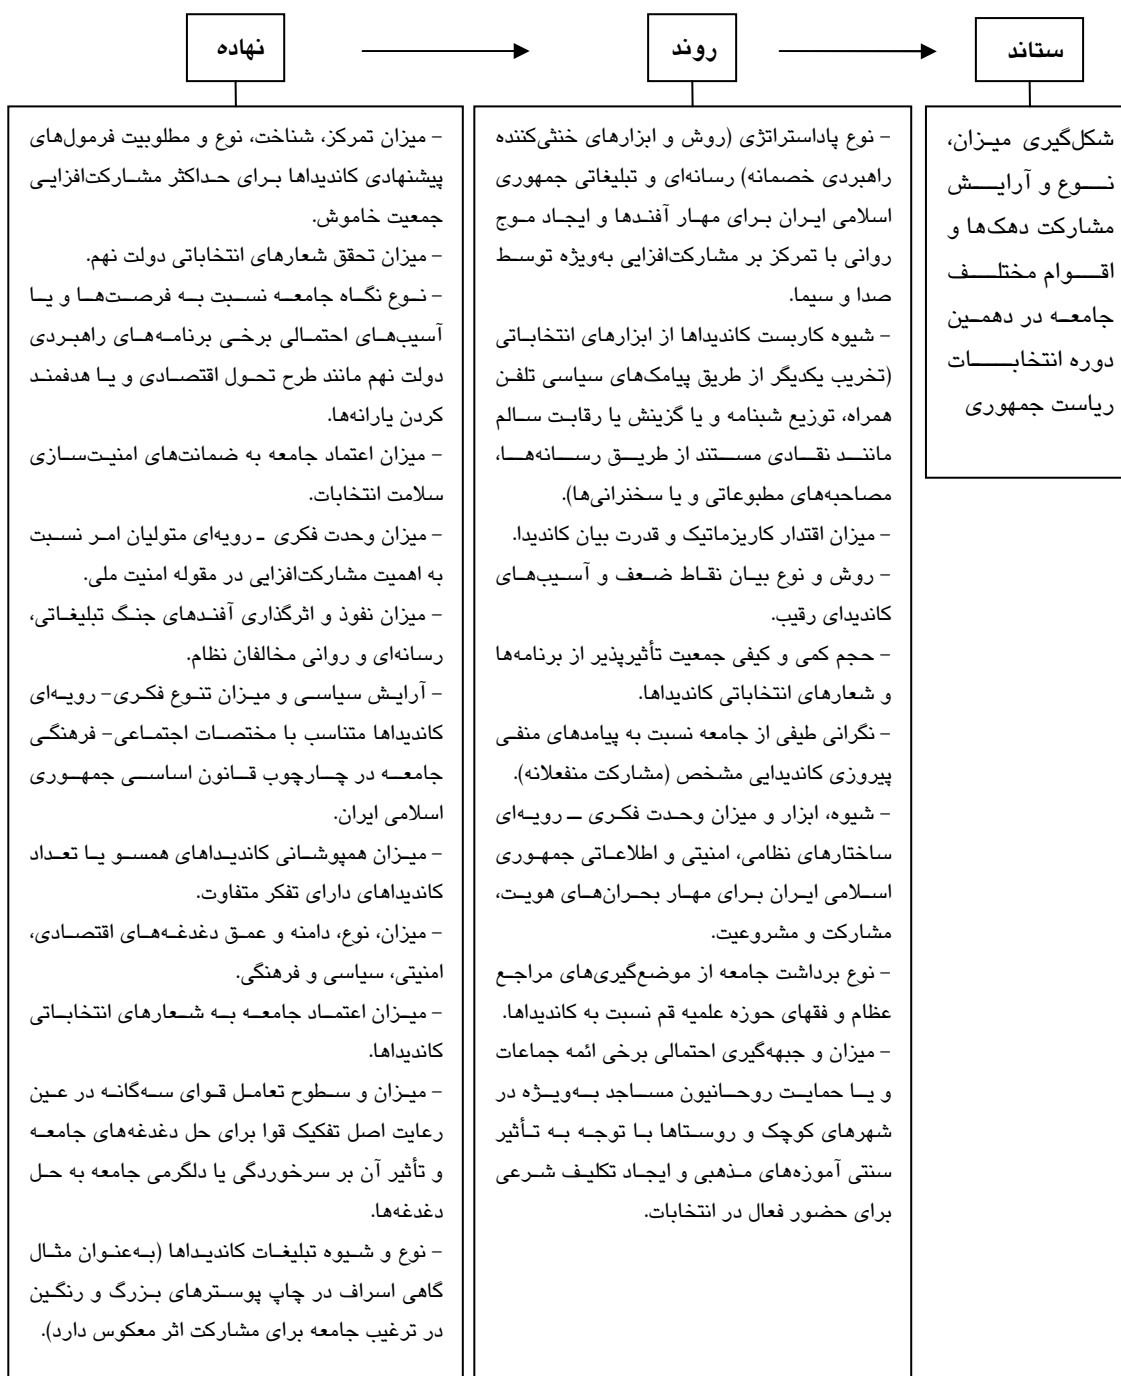 نهاده
روند
ستاند
– میزان تمرکز، شناخت، نوع و مطلوبیت فرمول‌های
پیشنهادی کاندیداها برای حداکثر مشارکت‌افزایی
جمعیت خاموش.
– میزان تحقق شعارهای انتخاباتی دولت نهم.
– نوع نگاه جامعه نسبت به فرصت‌ها و یا
آسیب‌های احتمالی برخی برنامه‌های راهبردی
دولت نهم مانند طرح تحول اقتصادی و یا هدفمند
کردن یارانه‌ها.
– میزان اعتماد جامعه به ضمانت‌های امنیت‌سازی
سلامت انتخابات.
– میزان وحدت فکری – رویه‌ای متولیان امر نسبت
به اهمیت مشارکت‌افزایی در مقوله امنیت ملی.
– میزان نفوذ و اثرگذاری آفندهای جنگ تبلیغاتی،
رسانه‌ای و روانی مخالفان نظام.
– آرایش سیاسی و میزان تنوع فکری– رویه‌ای
کاندیداها متناسب با مختصات اجتماعی– فرهنگی
جامعه در چارچوب قانون اساسی جمهوری
اسلامی ایران.
– میزان همپوشانی کاندیداهای همسو یا تعداد
کاندیداهای دارای تفکر متفاوت.
– میزان، نوع، دامنه و عمق دغدغه‌های اقتصادی،
امنیتی، سیاسی و فرهنگی.
– میزان اعتماد جامعه به شعارهای انتخاباتی
کاندیداها.
– میزان و سطوح تعامل قوای سه‌گانه در عین
رعایت اصل تفکیک قوا برای حل دغدغه‌های جامعه
و تأثیر آن بر سرخوردگی یا دلگرمی جامعه به حل
دغدغه‌ها.
– نوع و شیوه تبلیغات کاندیداها (به‌عنوان مثال
گاهی اسراف در چاپ پوسترهای بزرگ و رنگین
در ترغیب جامعه برای مشارکت اثر معکوس دارد).
– نوع پاداستراتژی (روش و ابزارهای خنثی‌کننده
راهبردی خصمانه) رسانه‌ای و تبلیغاتی جمهوری
اسلامی ایران برای مهار آفندها و ایجاد موج
روانی با تمرکز بر مشارکت‌افزایی به‌ویژه توسط
صدا و سیما.
– شیوه کاربست کاندیداها از ابزارهای انتخاباتی
(تخریب یکدیگر از طریق پیامک‌های سیاسی تلفن
همراه، توزیع شبنامه و یا گزینش یا رقابت سالم
مانند نقادی مستند از طریق رسانه‌ها،
مصاحبه‌های مطبوعاتی و یا سخنرانی‌ها).
– میزان اقتدار کاریزماتیک و قدرت بیان کاندیدا.
– روش و نوع بیان نقاط ضعف و آسیب‌های
کاندیدای رقیب.
– حجم کمی و کیفی جمعیت تأثیرپذیر از برنامه‌ها
و شعارهای انتخاباتی کاندیداها.
– نگرانی طیفی از جامعه نسبت به پیامدهای منفی
پیروزی کاندیدایی مشخص (مشارکت منفعلانه).
– شیوه، ابزار و میزان وحدت فکری – رویه‌ای
ساختارهای نظامی، امنیتی و اطلاعاتی جمهوری
اسلامی ایران برای مهار بحران‌های هویت،
مشارکت و مشروعیت.
– نوع برداشت جامعه از موضع‌گیری‌های مراجع
عظام و فقهای حوزه علمیه قم نسبت به کاندیداها.
– میزان و جبهه‌گیری احتمالی برخی ائمه جماعات
و یا حمایت روحانیون مساجد به‌ویژه در
شهرهای کوچک و روستاها با توجه به تأثیر
سنتی آموزه‌های مذهبی و ایجاد تکلیف شرعی
برای حضور فعال در انتخابات.
شکل‌گیری میزان،
نوع و آرایش
مشارکت دهک‌ها و
اقوام مختلف
جامعه در دهمین
دوره انتخابات
ریاست جمهوری